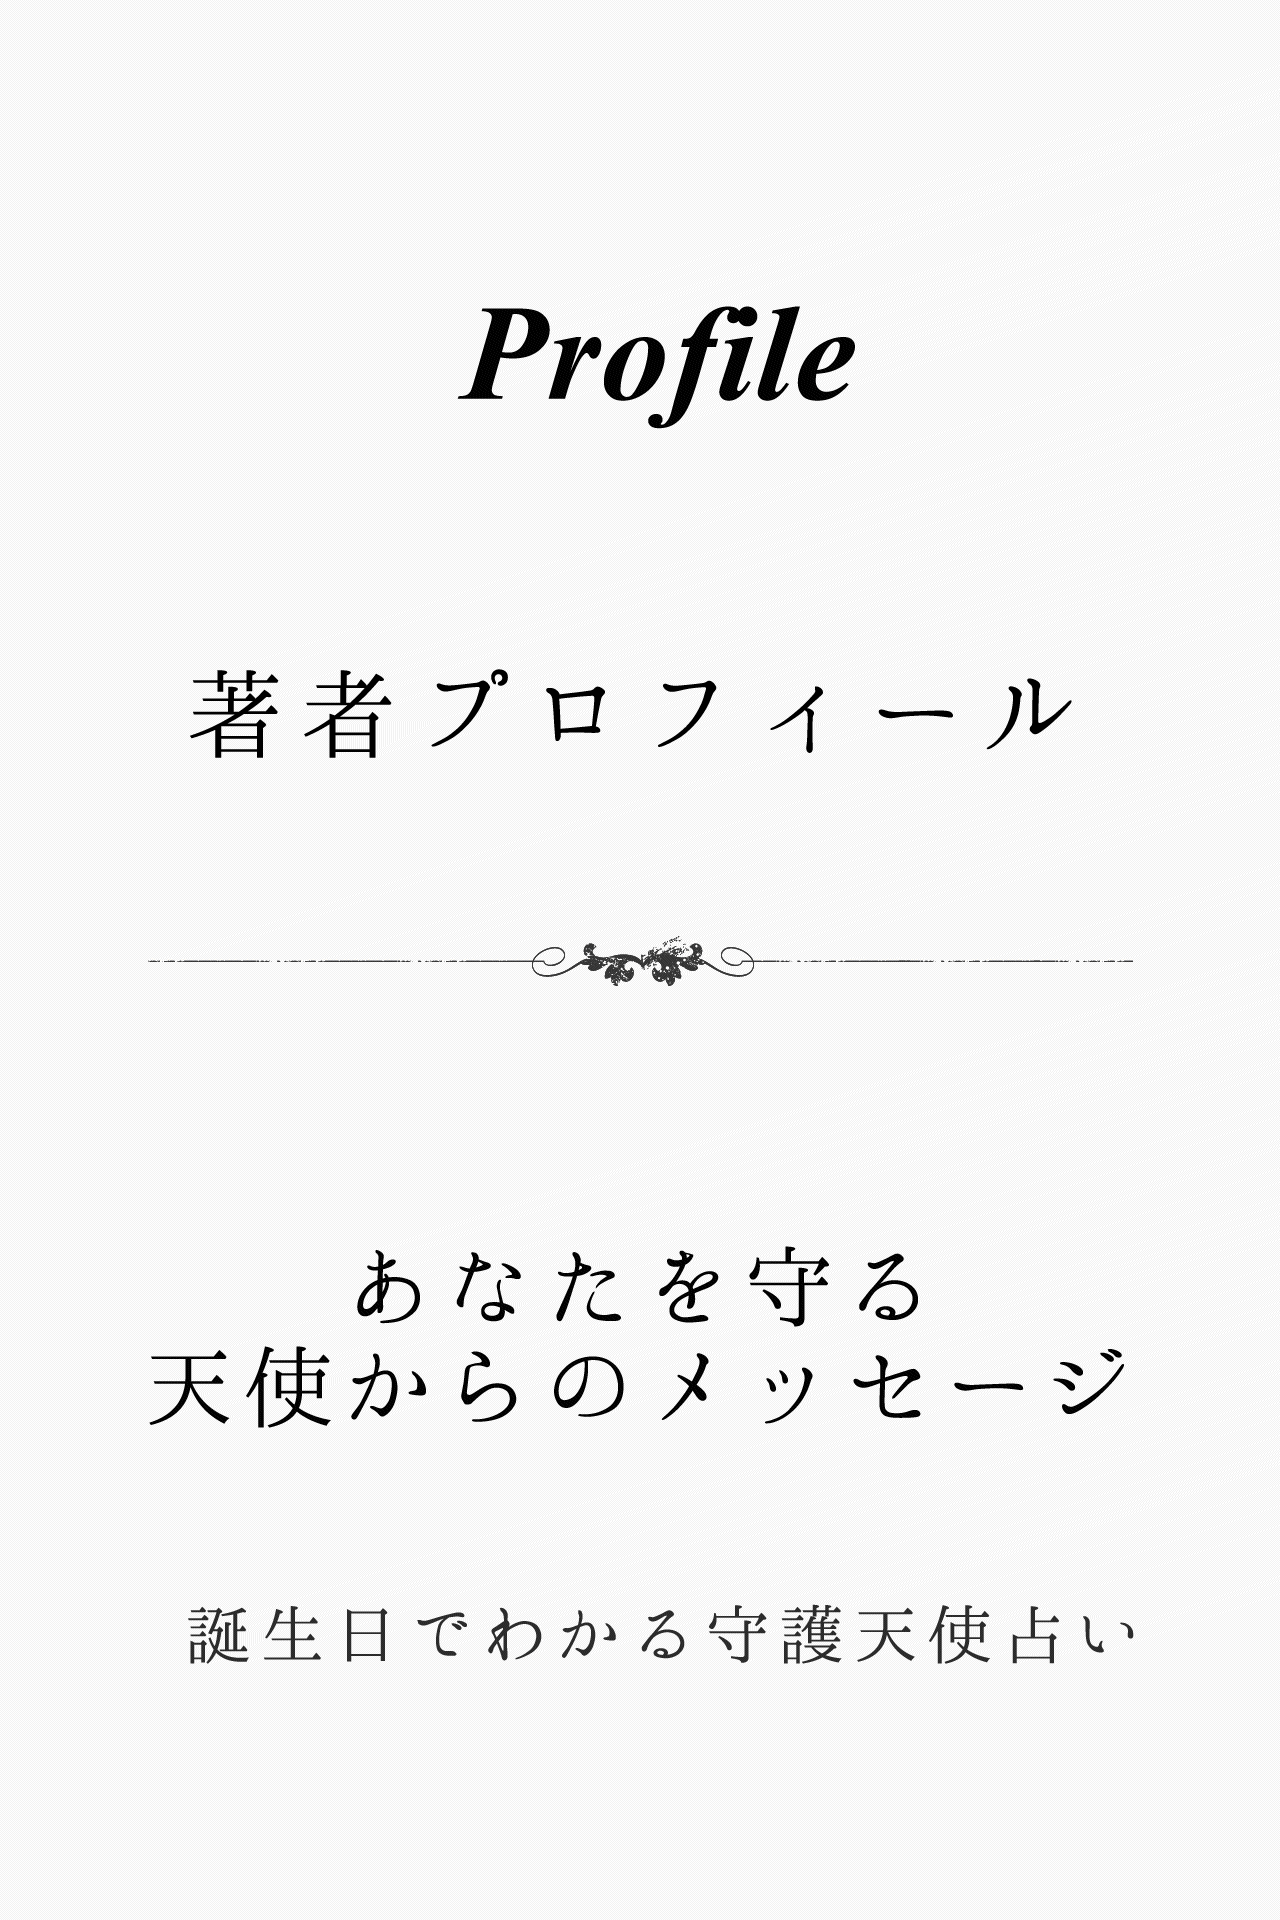 Profile
著者プロフィール
あなたを守る
天使からのメッセージ
誕生日でわかる守護天使占い